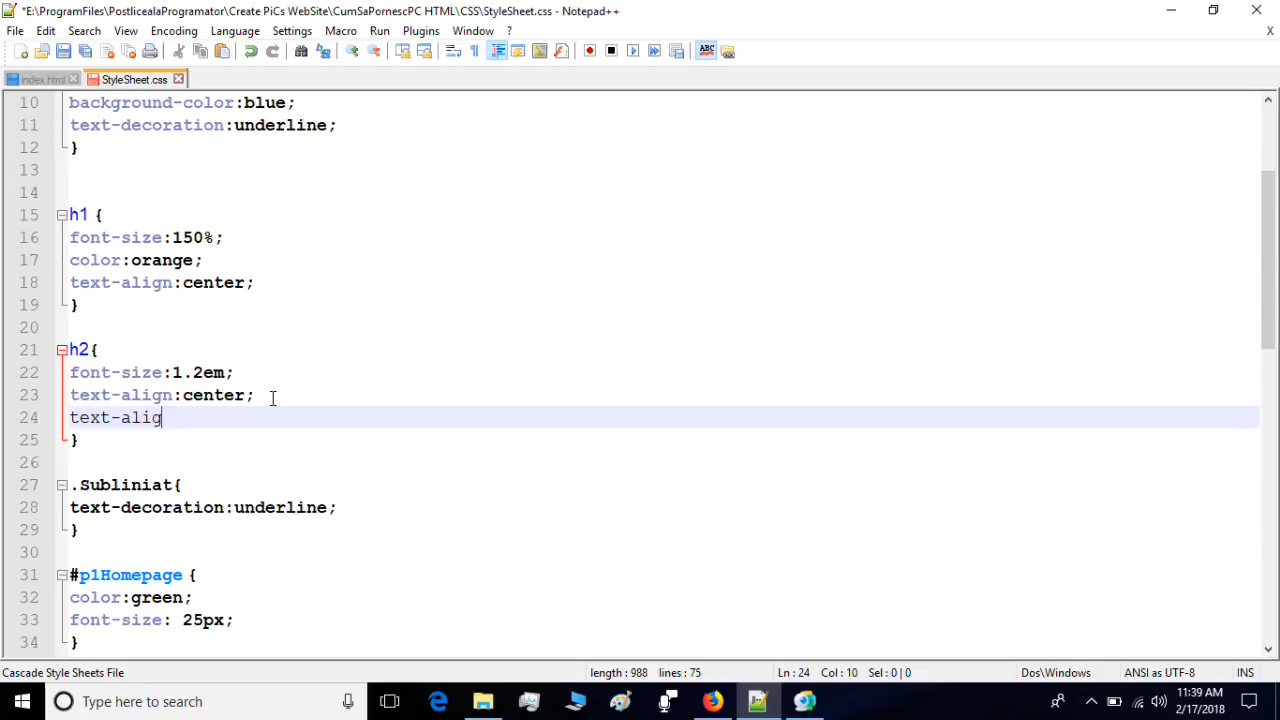 *E:\ProgramFiles\PostlicealaProgramator\Create PiCs WebSite\CumSaPornescPC HTML\CSS\StyleSheet.css - Notepad++
File Edit Search View Encoding Language Settings Macro Run Plugins Window ? X
index.html StyleSheet.css
10 background-color:blue;
11 text-decoration:underline;
12 }
13
14
15 h1 {
16 font-size:150%;
17 color:orange;
18 text-align:center;
19 }
20
21 h2{
22 font-size:1.2em;
23 text-align:center;
24 text-alig
25 }
26
27 .Subliniat{
28 text-decoration:underline;
29 }
30
31 #p1Homepage {
32 color:green;
33 font-size: 25px;
34 }
Cascade Style Sheets File length : 988 lines : 75 Ln : 24 Col : 10 Sel : 0 | 0 Dos\Windows ANSI as UTF-8 INS
Type here to search
11:39 AM
2/17/2018